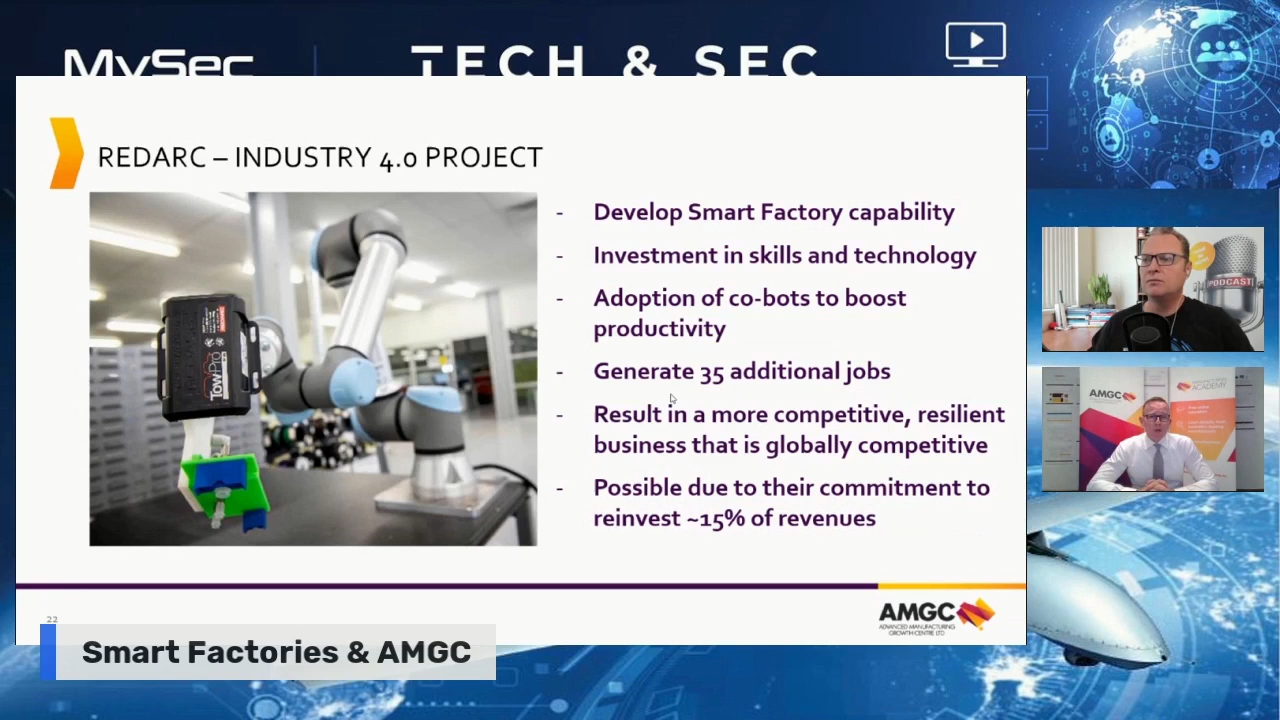 MySec
TECH & SEC
REDARC – INDUSTRY 4.0 PROJECT
- Develop Smart Factory capability
- Investment in skills and technology
- Adoption of co-bots to boost
productivity
- Generate 35 additional jobs
- Result in a more competitive, resilient
business that is globally competitive
- Possible due to their commitment to
reinvest ~15% of revenues
TowPro
PODCAST
AMGC
ACADEMY
22
AMGC
ADVANCED MANUFACTURING
GROWTH CENTRE LTD
Smart Factories & AMGC